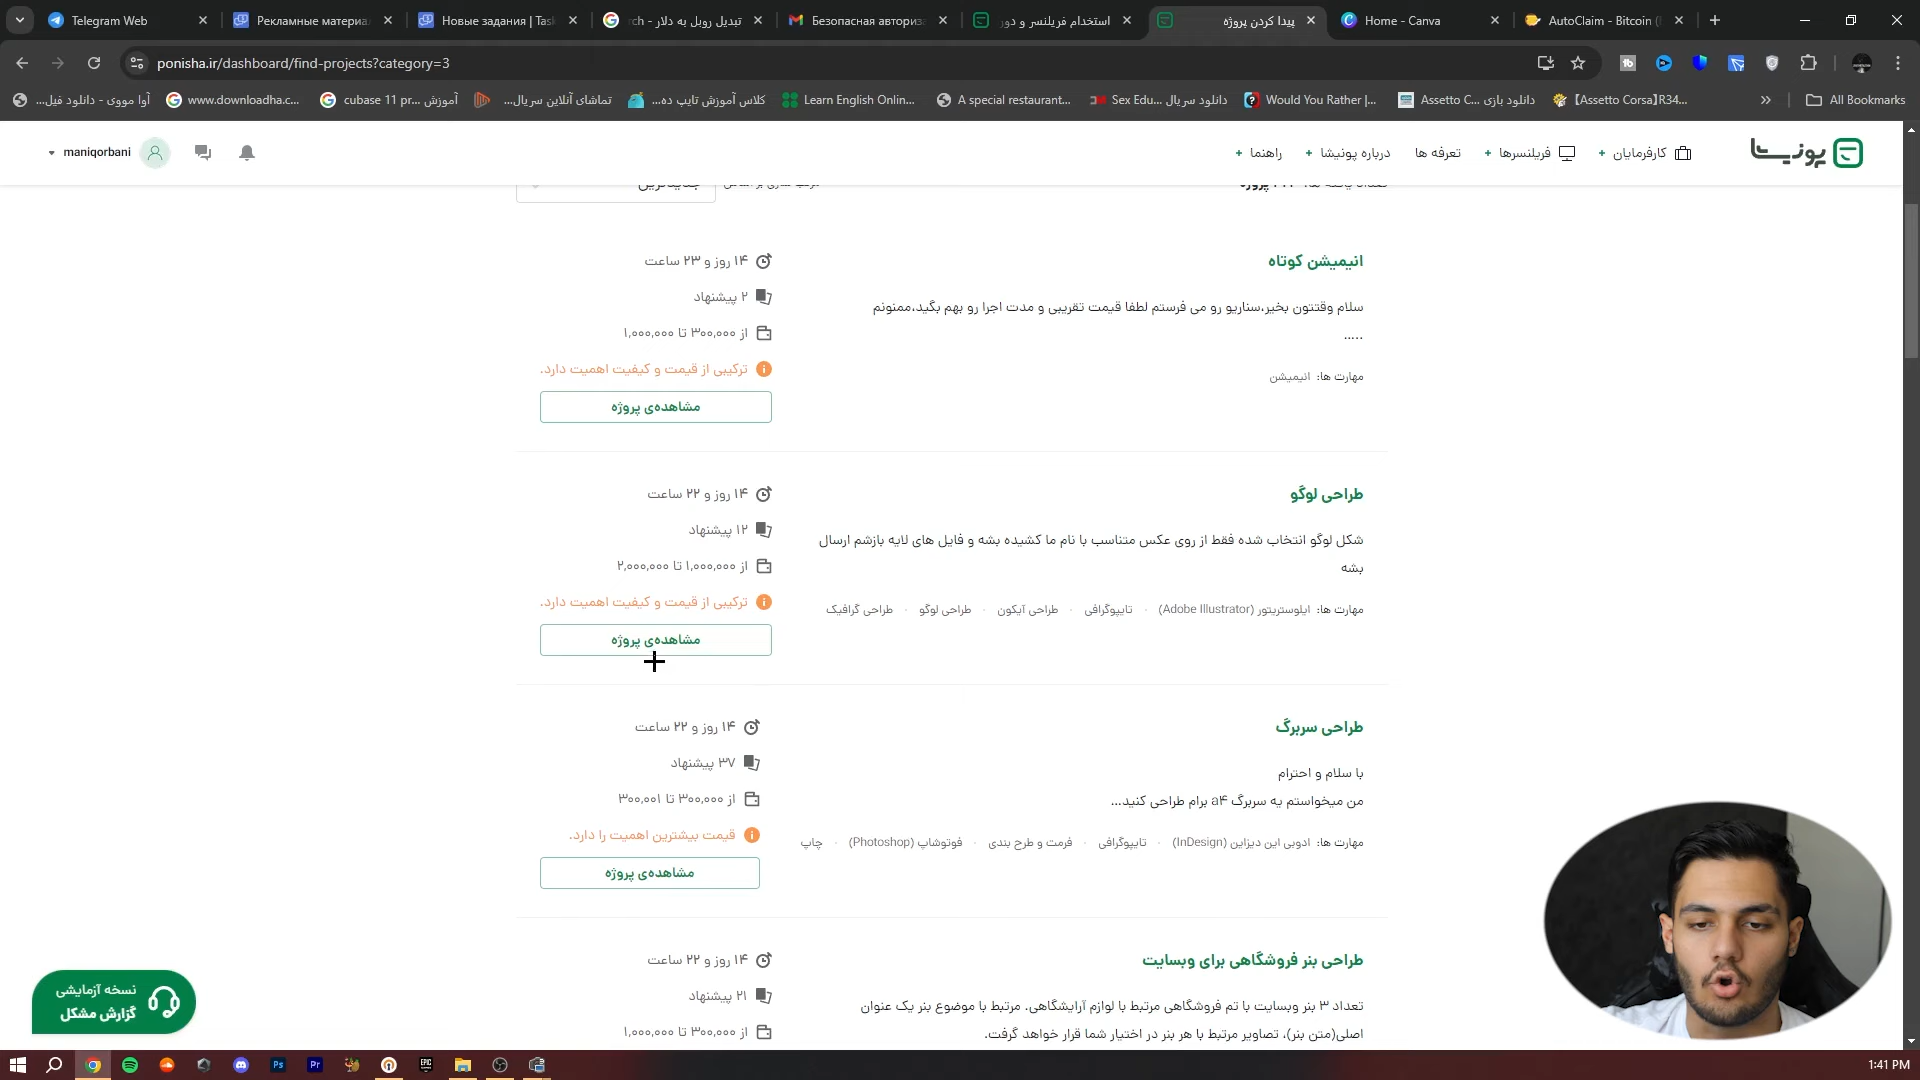 Telegram Web
Рекламные материа
Новые задания | Task
تبدیل روبل به دلار - rch
Безопасная авториза
استخدام فریلنسر و دور
پیدا کردن پروژه
Home - Canva
AutoClaim - Bitcoin (
ponisha.ir/dashboard/find-projects?category=3
آوا مووی - دانلود فیل...
www.downloadha.c...
آموزش ...cubase 11 pr
تماشای آنلاین سریال...
کلاس آموزش تایپ ده...
Learn English Onlin...
A special restaurant...
دانلود سریال ...Sex Edu
Would You Rather |...
دانلود بازی ...Assetto C
【Assetto Corsa】R34...
All Bookmarks
پونیشا
کارفرمایان +
فریلنسرها +
تعرفه ها
درباره پونیشا +
راهنما +
maniqorbani
جدیدترین
انیمیشن کوتاه
سلام وقتتون بخیر،سناریو رو می فرستم لطفا قیمت تقریبی و مدت اجرا رو بهم بگید،ممنونم
.....
مهارت ها: انیمیشن
۱۴ روز و ۲۳ ساعت
۲ پیشنهاد
از ۳۰۰,۰۰۰ تا ۱,۰۰۰,۰۰۰
ترکیبی از قیمت و کیفیت اهمیت دارد.
مشاهده‌ی پروژه
طراحی لوگو
شکل لوگو انتخاب شده فقط از روی عکس متناسب با نام ما کشیده بشه و فایل های لایه بازشم ارسال
بشه
مهارت ها: ایلوستریتور (Adobe Illustrator) · تایپوگرافی · طراحی آیکون · طراحی لوگو · طراحی گرافیک
۱۴ روز و ۲۲ ساعت
۱۲ پیشنهاد
از ۱,۰۰۰,۰۰۰ تا ۲,۰۰۰,۰۰۰
ترکیبی از قیمت و کیفیت اهمیت دارد.
مشاهده‌ی پروژه
طراحی سربرگ
با سلام و احترام
من میخواستم یه سربرگ a۴ برام طراحی کنید...
مهارت ها: ادوبی این دیزاین (InDesign) · تایپوگرافی · فرمت و طرح بندی · فوتوشاپ (Photoshop) · چاپ
۱۴ روز و ۲۲ ساعت
۳۷ پیشنهاد
از ۳۰۰,۰۰۰ تا ۳۰۰,۰۰۱
قیمت بیشترین اهمیت را دارد.
مشاهده‌ی پروژه
طراحی بنر فروشگاهی برای وبسایت
تعداد ۳ بنر وبسایت با تم فروشگاهی مرتبط با لوازم آرایشگاهی. مرتبط با موضوع بنر یک عنوان
اصلی(متن بنر)، تصاویر مرتبط با هر بنر در اختیار شما قرار خواهد گرفت.
۱۴ روز و ۲۲ ساعت
۲۱ پیشنهاد
از ۳۰۰,۰۰۰ تا ۱,۰۰۰,۰۰۰
نسخه آزمایشی
گزارش مشکل
1:41 PM